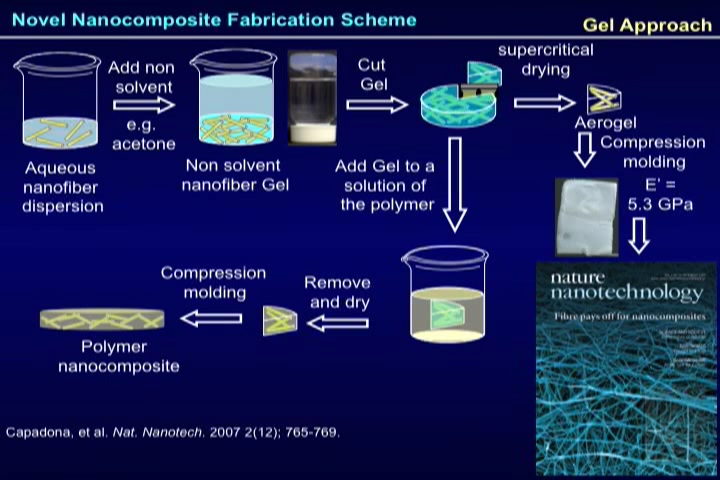 Novel Nanocomposite Fabrication Scheme
Gel Approach
Add non
solvent
e.g.
acetone
Cut
Gel
supercritical
drying
Aerogel
Compression
molding
E' =
5.3 GPa
Aqueous
nanofiber
dispersion
Non solvent
nanofiber Gel
Add Gel to a
solution of
the polymer
Compression
molding
Remove
and dry
Polymer
nanocomposite
nature
nanotechnology
Fibre pays off for nanocomposites
Capadona, et al. Nat. Nanotech. 2007 2(12); 765-769.